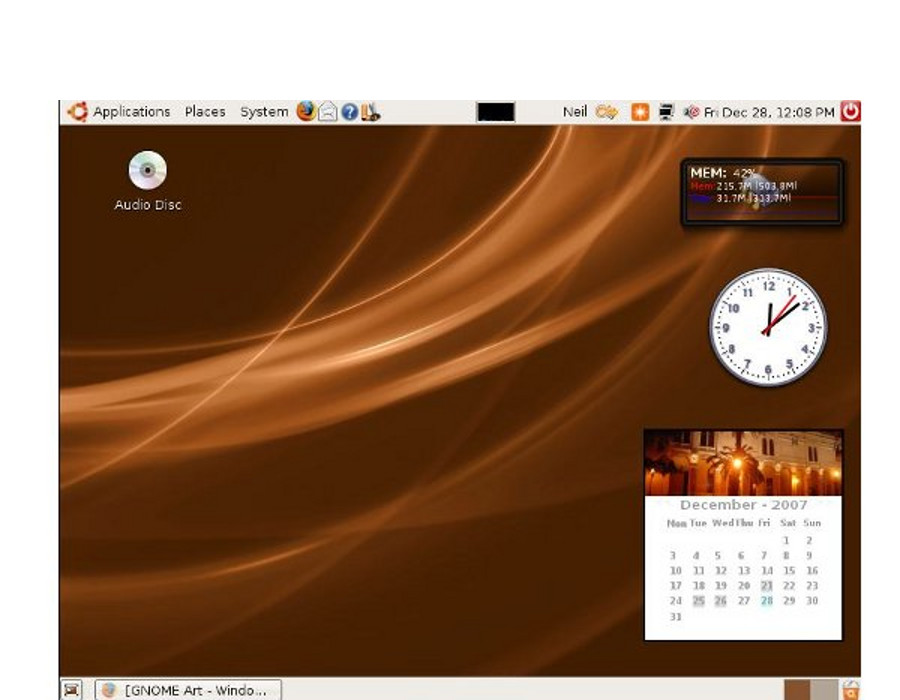 Applications Places System Neil Fri Dec 28, 12:08 PM
Audio Disc
MEM: 42%
Mem: 215.7M |503.8M|
31.7M |313.7M|
12
11 1
10 2
9 3
8 4
7 5
6
December - 2007
Mon Tue Wed Thu Fri Sat Sun
1 2
3 4 5 6 7 8 9
10 11 12 13 14 15 16
17 18 19 20 21 22 23
24 25 26 27 28 29 30
31
[GNOME Art - Windo...